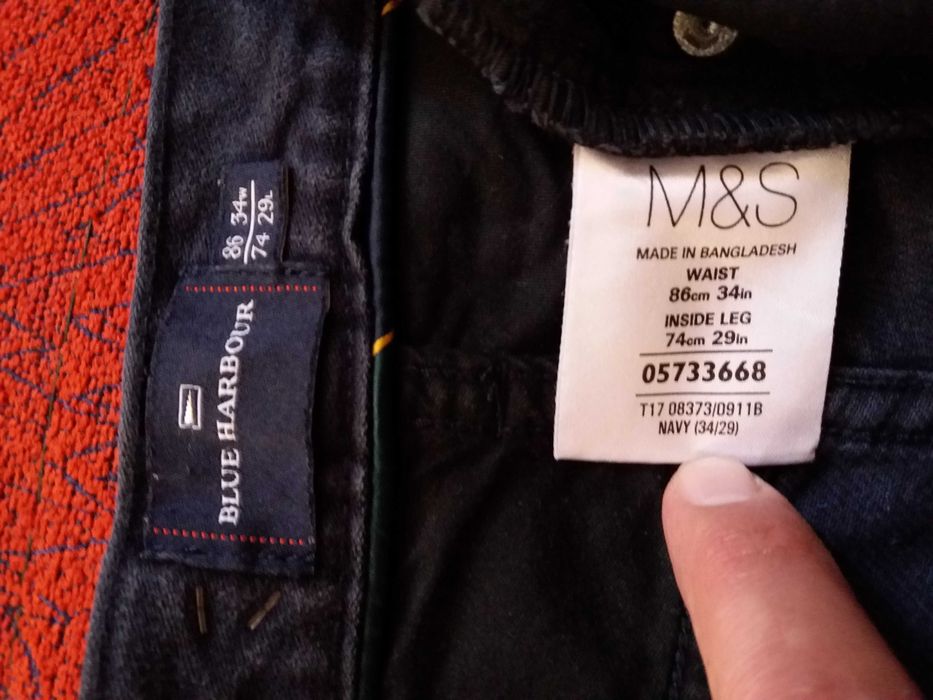 86 34W
74 29L
BLUE HARBOUR
M&S
MADE IN BANGLADESH
WAIST
86cm 34in
INSIDE LEG
74cm 29in
05733668
T17 08373/0911B
NAVY (34/29)